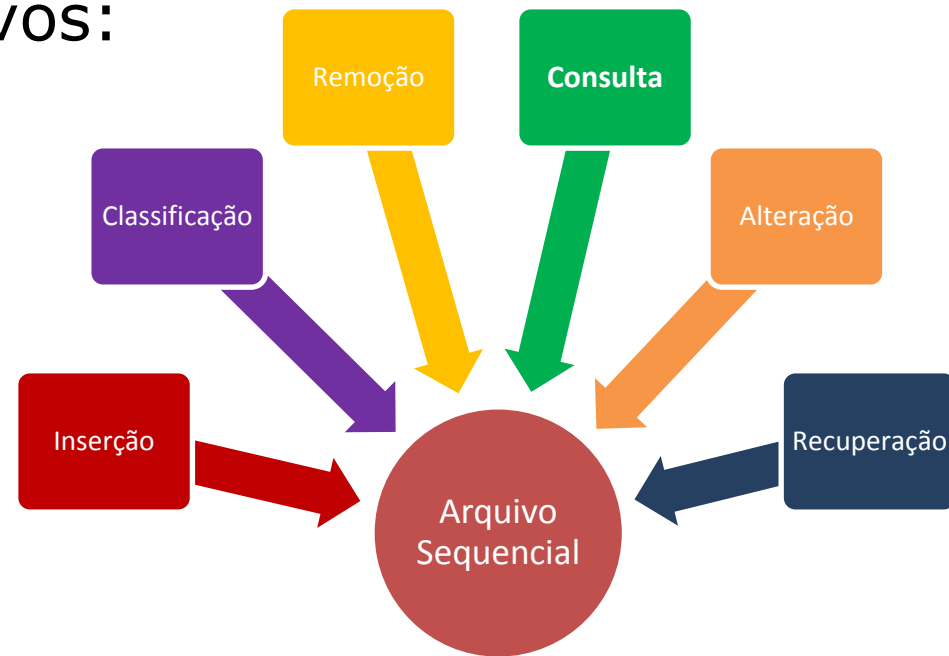 vos:
Remoção
Consulta
Classificação
Alteração
Inserção
Recuperação
Arquivo
Sequencial